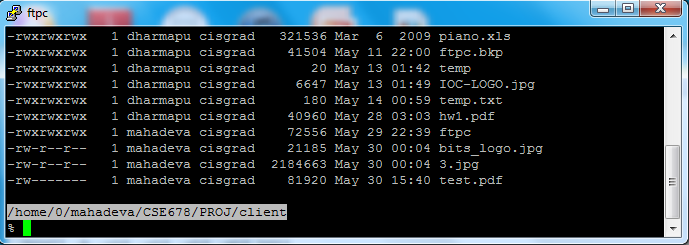 ftpc
-rwxrwxrwx 1 dharmapu cisgrad 321536 Mar 6 2009 piano.xls
-rwxrwxrwx 1 dharmapu cisgrad 41504 May 11 22:00 ftpc.bkp
-rwxrwxrwx 1 dharmapu cisgrad 20 May 13 01:42 temp
-rwxrwxrwx 1 dharmapu cisgrad 6647 May 13 01:49 IOC-LOGO.jpg
-rwxrwxrwx 1 dharmapu cisgrad 180 May 14 00:59 temp.txt
-rwxrwxrwx 1 dharmapu cisgrad 40960 May 28 03:03 hw1.pdf
-rwxrwxrwx 1 mahadeva cisgrad 72556 May 29 22:39 ftpc
-rw-r--r-- 1 mahadeva cisgrad 21185 May 30 00:04 bits_logo.jpg
-rw-r--r-- 1 mahadeva cisgrad 2184663 May 30 00:04 3.jpg
-rw------- 1 mahadeva cisgrad 81920 May 30 15:40 test.pdf
/home/0/mahadeva/CSE678/PROJ/client
%